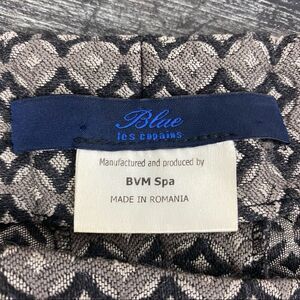 Blue
les copains
Manufactured and produced by
BVM Spa
MADE IN ROMANIA